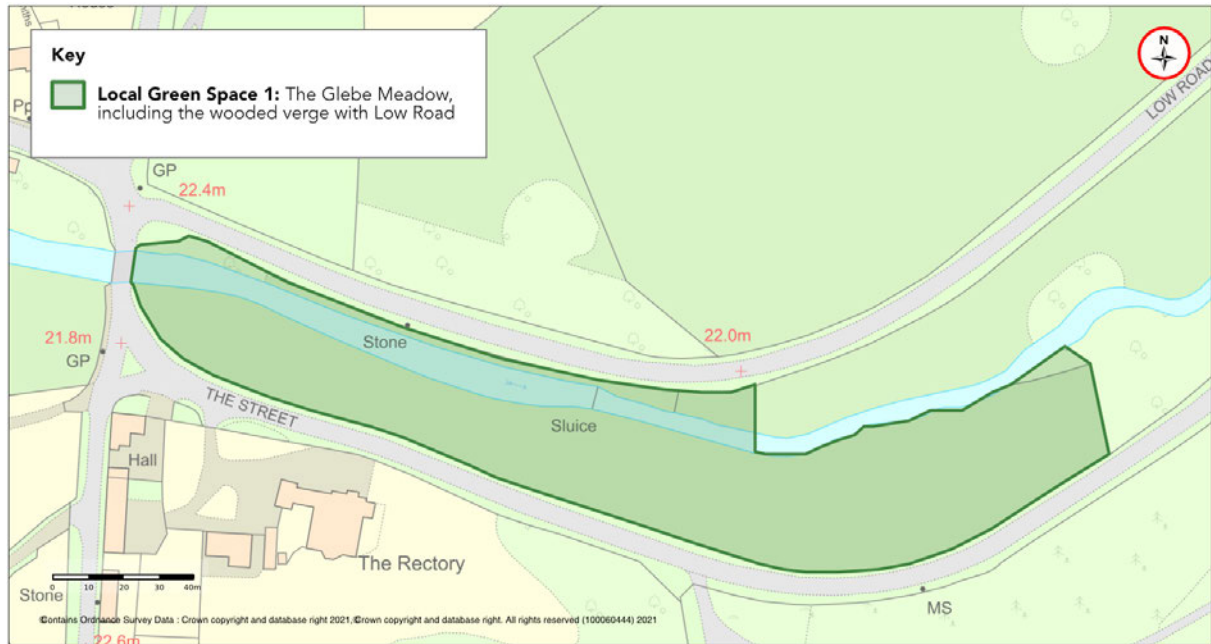 Key
Local Green Space 1: The Glebe Meadow,
including the wooded verge with Low Road
N
LOW ROAD
GP
22.4m
Stone
22.0m
21.8m
GP
THE STREET
Sluice
Hall
The Rectory
0 10 20 30 40m
Stone
MS
©Contains Ordnance Survey Data : Crown copyright and database right 2021, ©rown copyright and database right. All rights reserved (100060444) 2021
22.6m